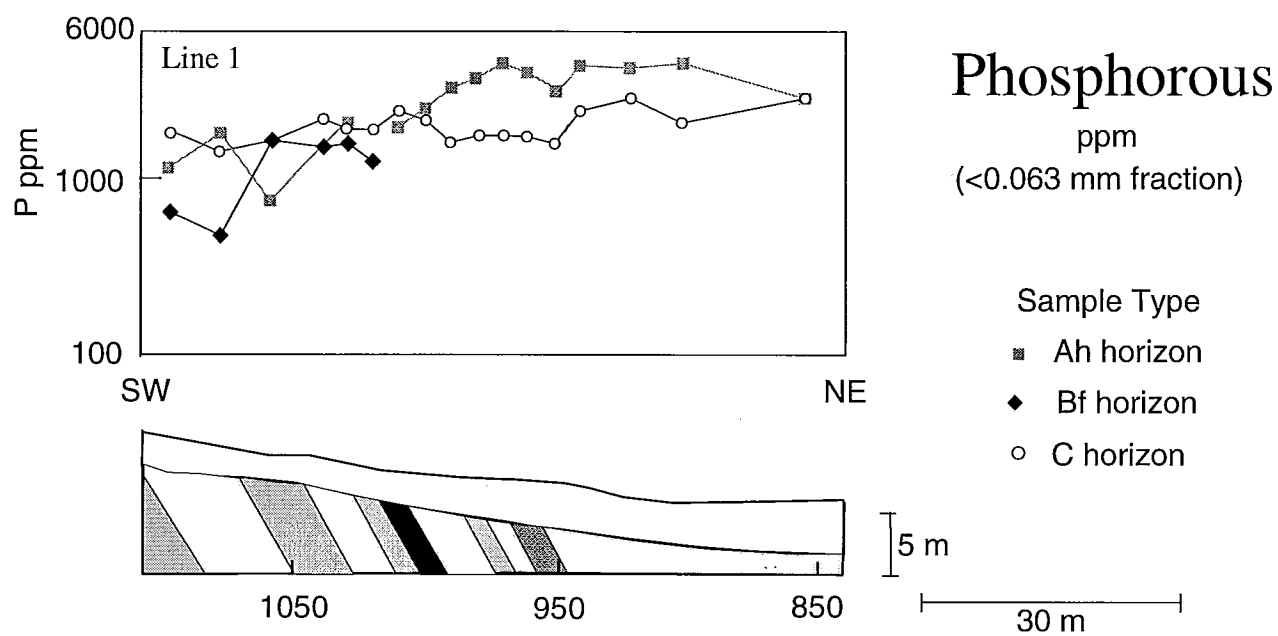 6000
Line 1
Phosphorous
ppm
(<0.063 mm fraction)
P ppm
1000
100
SW
NE
Sample Type
Ah horizon
Bf horizon
C horizon
5 m
1050
950
850
30 m